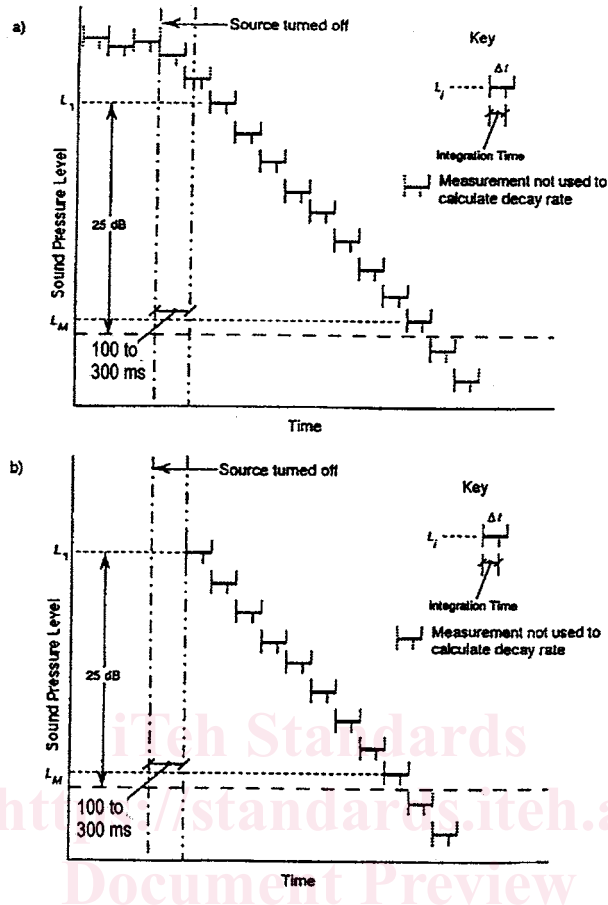 a)
Source turned off
Key
Δt
L₁
Lᵢ
Integration Time
Measurement not used to
calculate decay rate
25 dB
Sound Pressure Level
L_M
100 to
300 ms
Time
b)
Source turned off
Key
Δt
L₁
Lᵢ
Integration Time
Measurement not used to
calculate decay rate
25 dB
Sound Pressure Level
iTeh Standards
L_M
https://standards.iteh.a
100 to
300 ms
Document Preview
Time